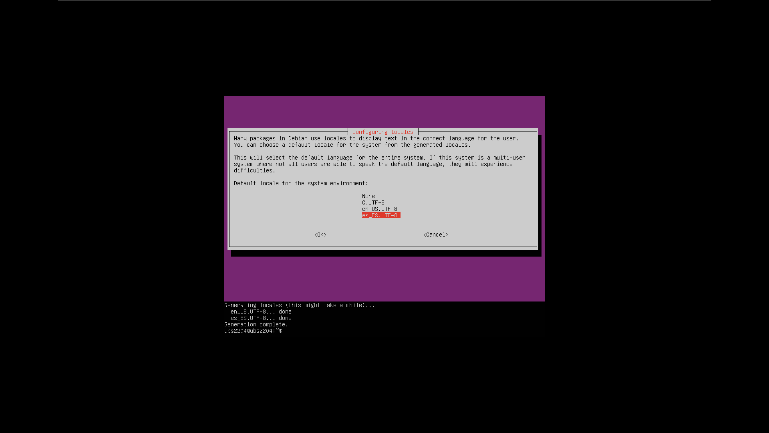 Configuring locales
Many packages in Debian use locales to display text in the correct language for the user.
You can choose a default locale for the system from the generated locales.
This will select the default language for the entire system. If this system is a multi-user
system where not all users are able to speak the default language, they will experience
difficulties.
Default locale for the system environment:
None
C.UTF-8
en_US.UTF-8
es_ES.UTF-8
<Ok>
<Cancel>
Generating locales (this might take a while)...
en_US.UTF-8... done
es_ES.UTF-8... done
Generation complete.